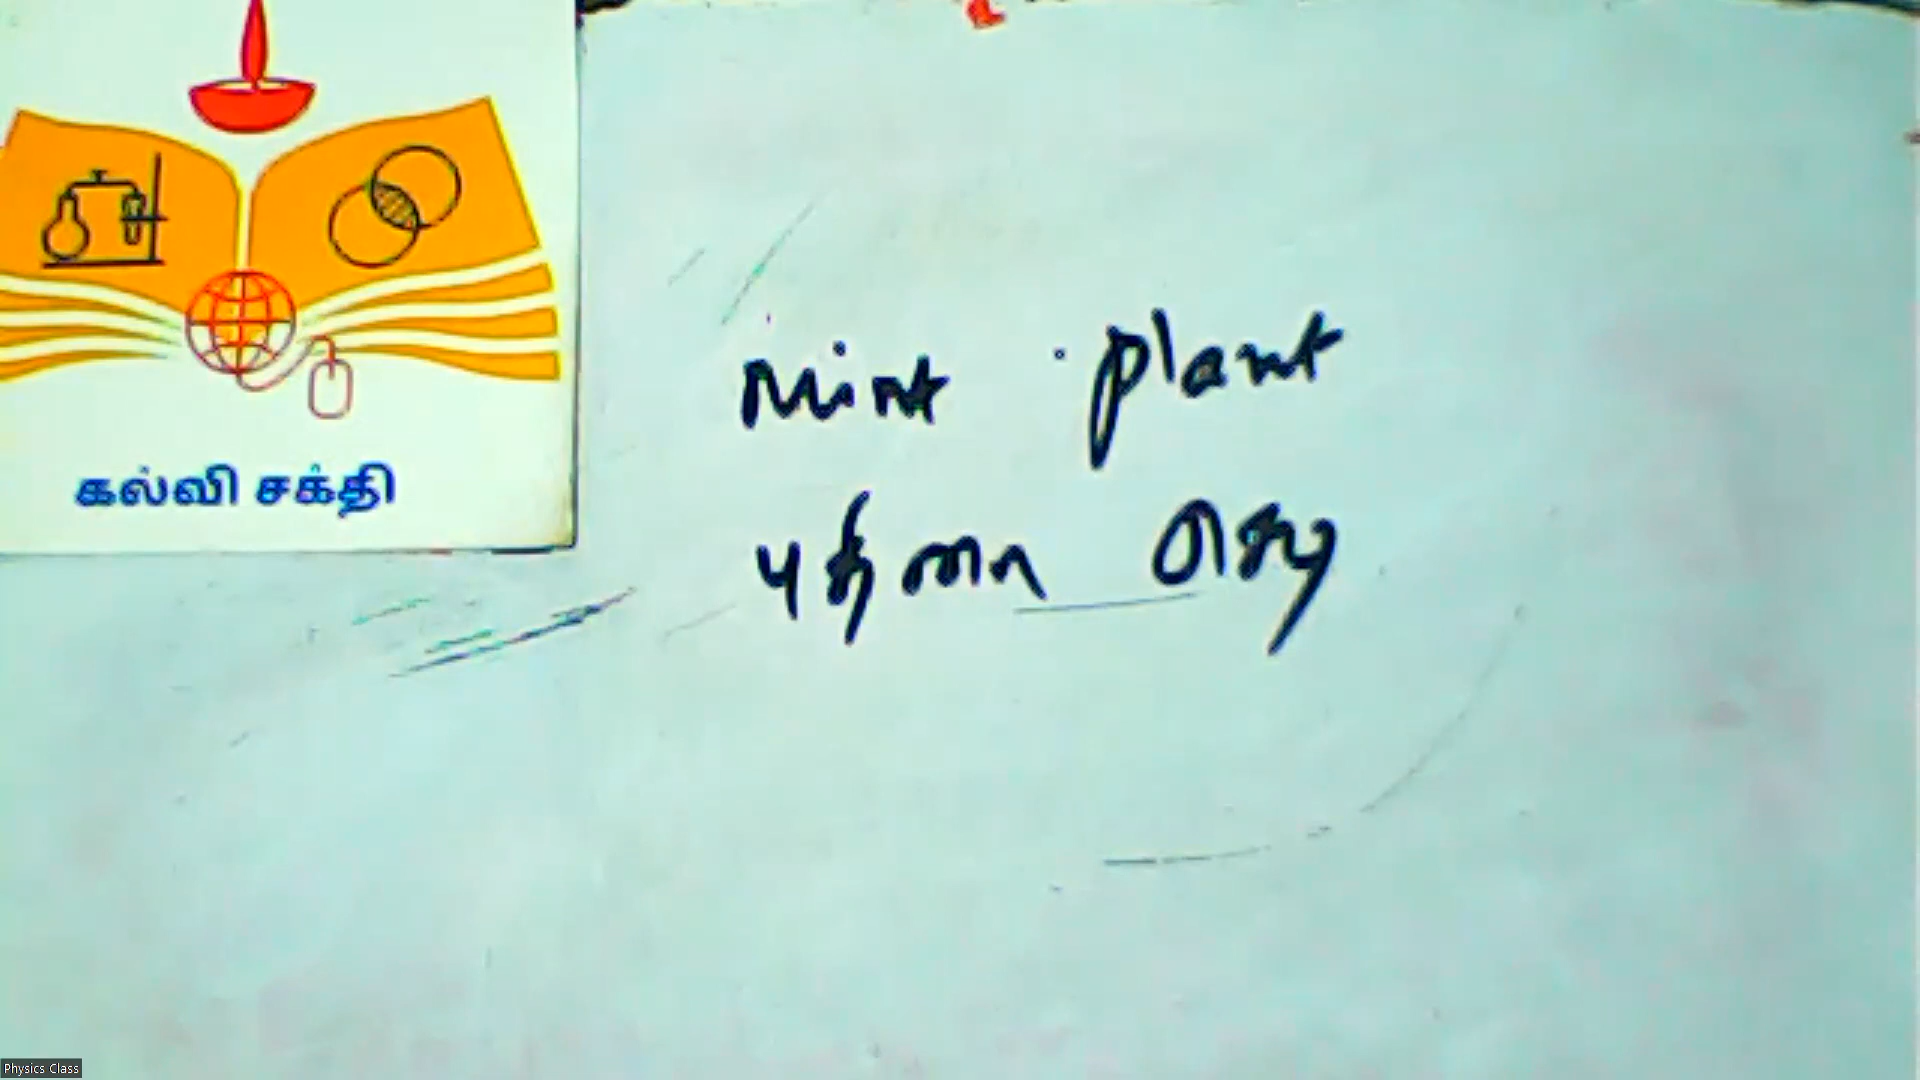 கல்வி சக்தி
Mint plant
புதினா செடி
Physics Class